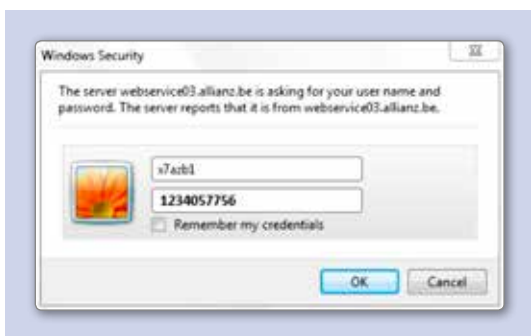 Windows Security
The server webservice03.allianz.be is asking for your user name and
password. The server reports that it is from webservice03.allianz.be.
x7azb1
1234057756
Remember my credentials
OK
Cancel